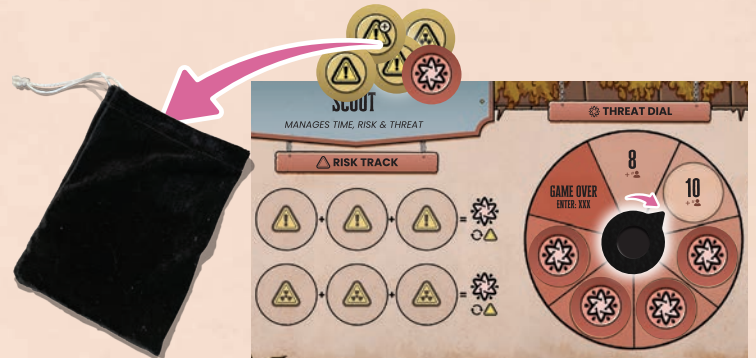 SCOUT
MANAGES TIME, RISK & THREAT
RISK TRACK
+ + =
+ + =
THREAT DIAL
8
10
GAME OVER
ENTER: XXX